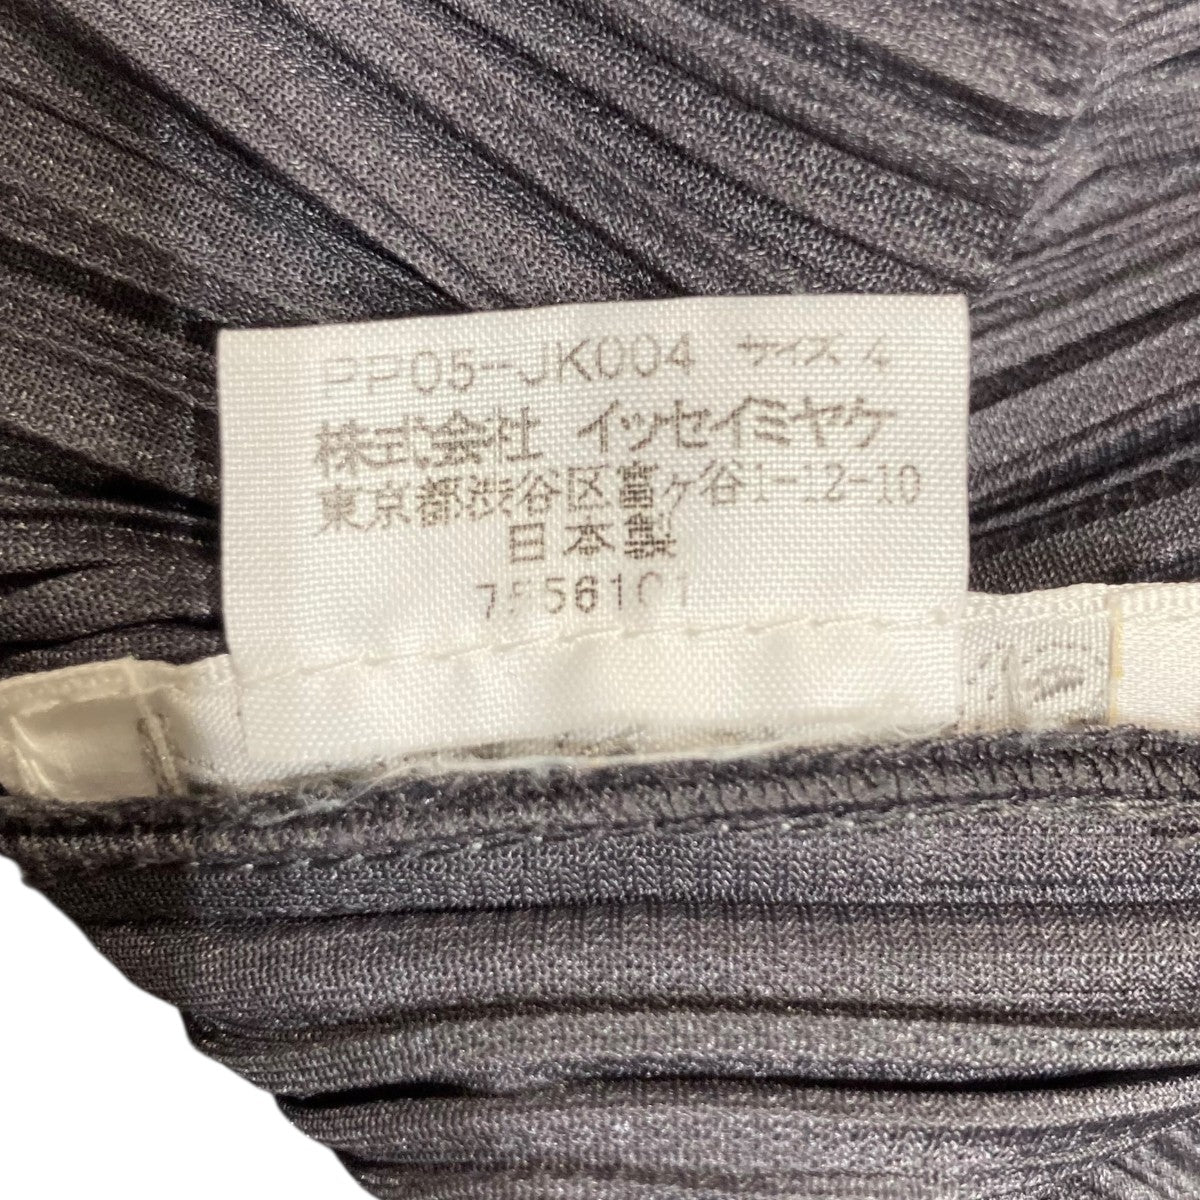 PP05-JK004 サイズ 4
株式会社 イッセイミヤケ
東京都渋谷区富ヶ谷1-12-10
日本製
7556101